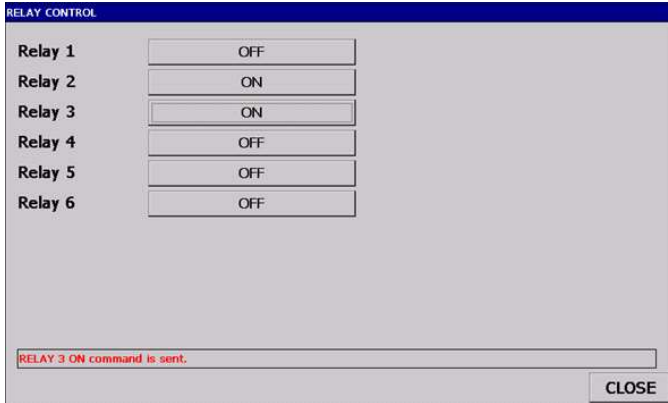 RELAY CONTROL
Relay 1 OFF
Relay 2 ON
Relay 3 ON
Relay 4 OFF
Relay 5 OFF
Relay 6 OFF
RELAY 3 ON command is sent.
CLOSE